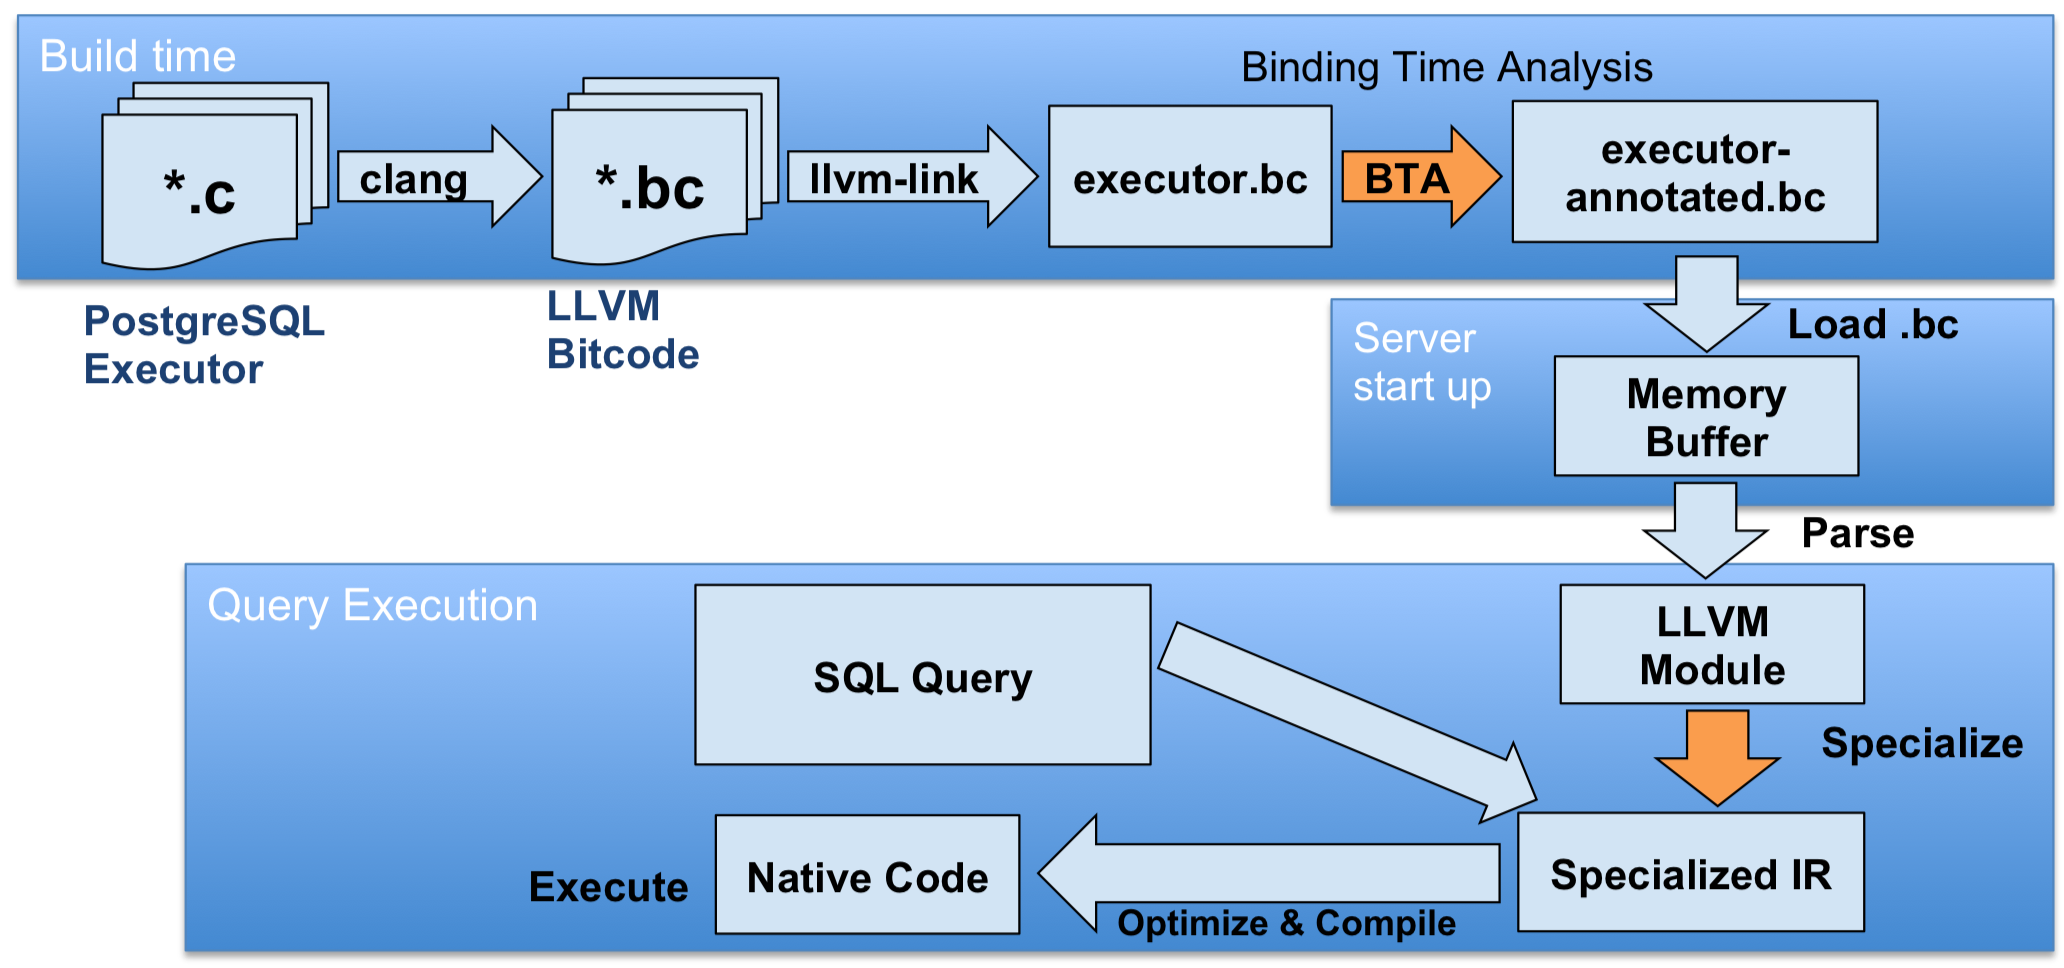 Build time
Binding Time Analysis
*.c
clang
*.bc
llvm-link
executor.bc
BTA
executor-
annotated.bc
PostgreSQL
Executor
LLVM
Bitcode
Server
start up
Load .bc
Memory
Buffer
Parse
Query Execution
SQL Query
LLVM
Module
Specialize
Execute
Native Code
Optimize & Compile
Specialized IR